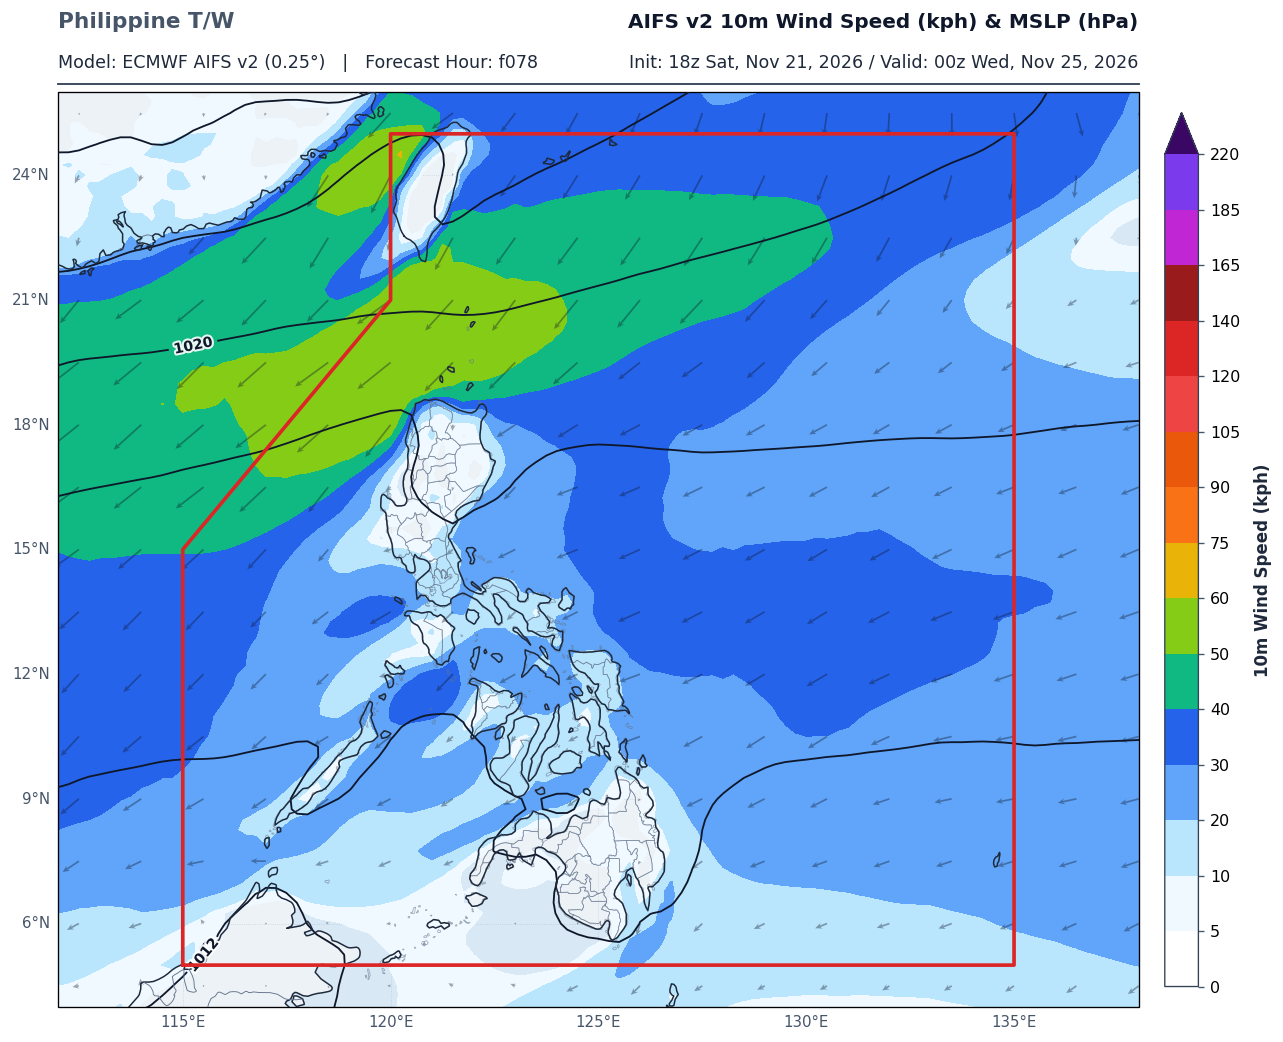 Philippine T/W
AIFS v2 10m Wind Speed (kph) & MSLP (hPa)
Model: ECMWF AIFS v2 (0.25°) | Forecast Hour: f078
Init: 18z Sat, Nov 21, 2026 / Valid: 00z Wed, Nov 25, 2026
24°N
21°N
18°N
15°N
12°N
9°N
6°N
1020
1012
115°E
120°E
125°E
130°E
135°E
220
185
165
140
120
105
90
75
60
50
40
30
20
10
5
0
10m Wind Speed (kph)